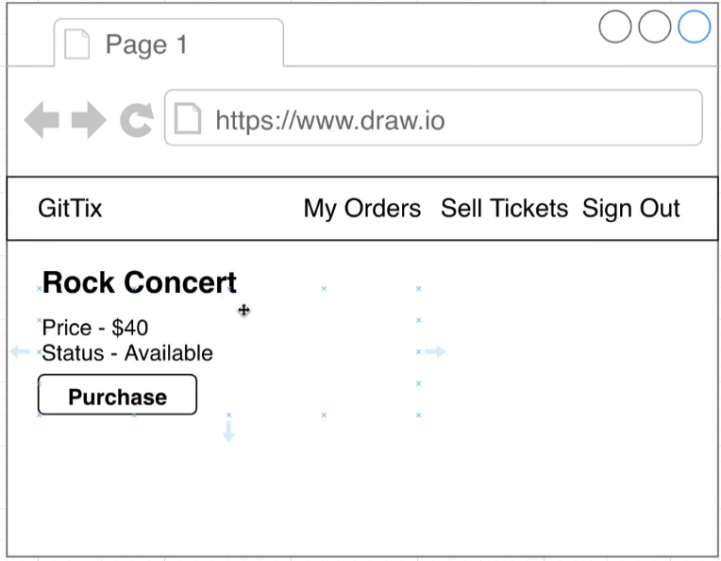 Page 1
https://www.draw.io
GitTix My Orders Sell Tickets Sign Out
Rock Concert
Price - $40
Status - Available
Purchase